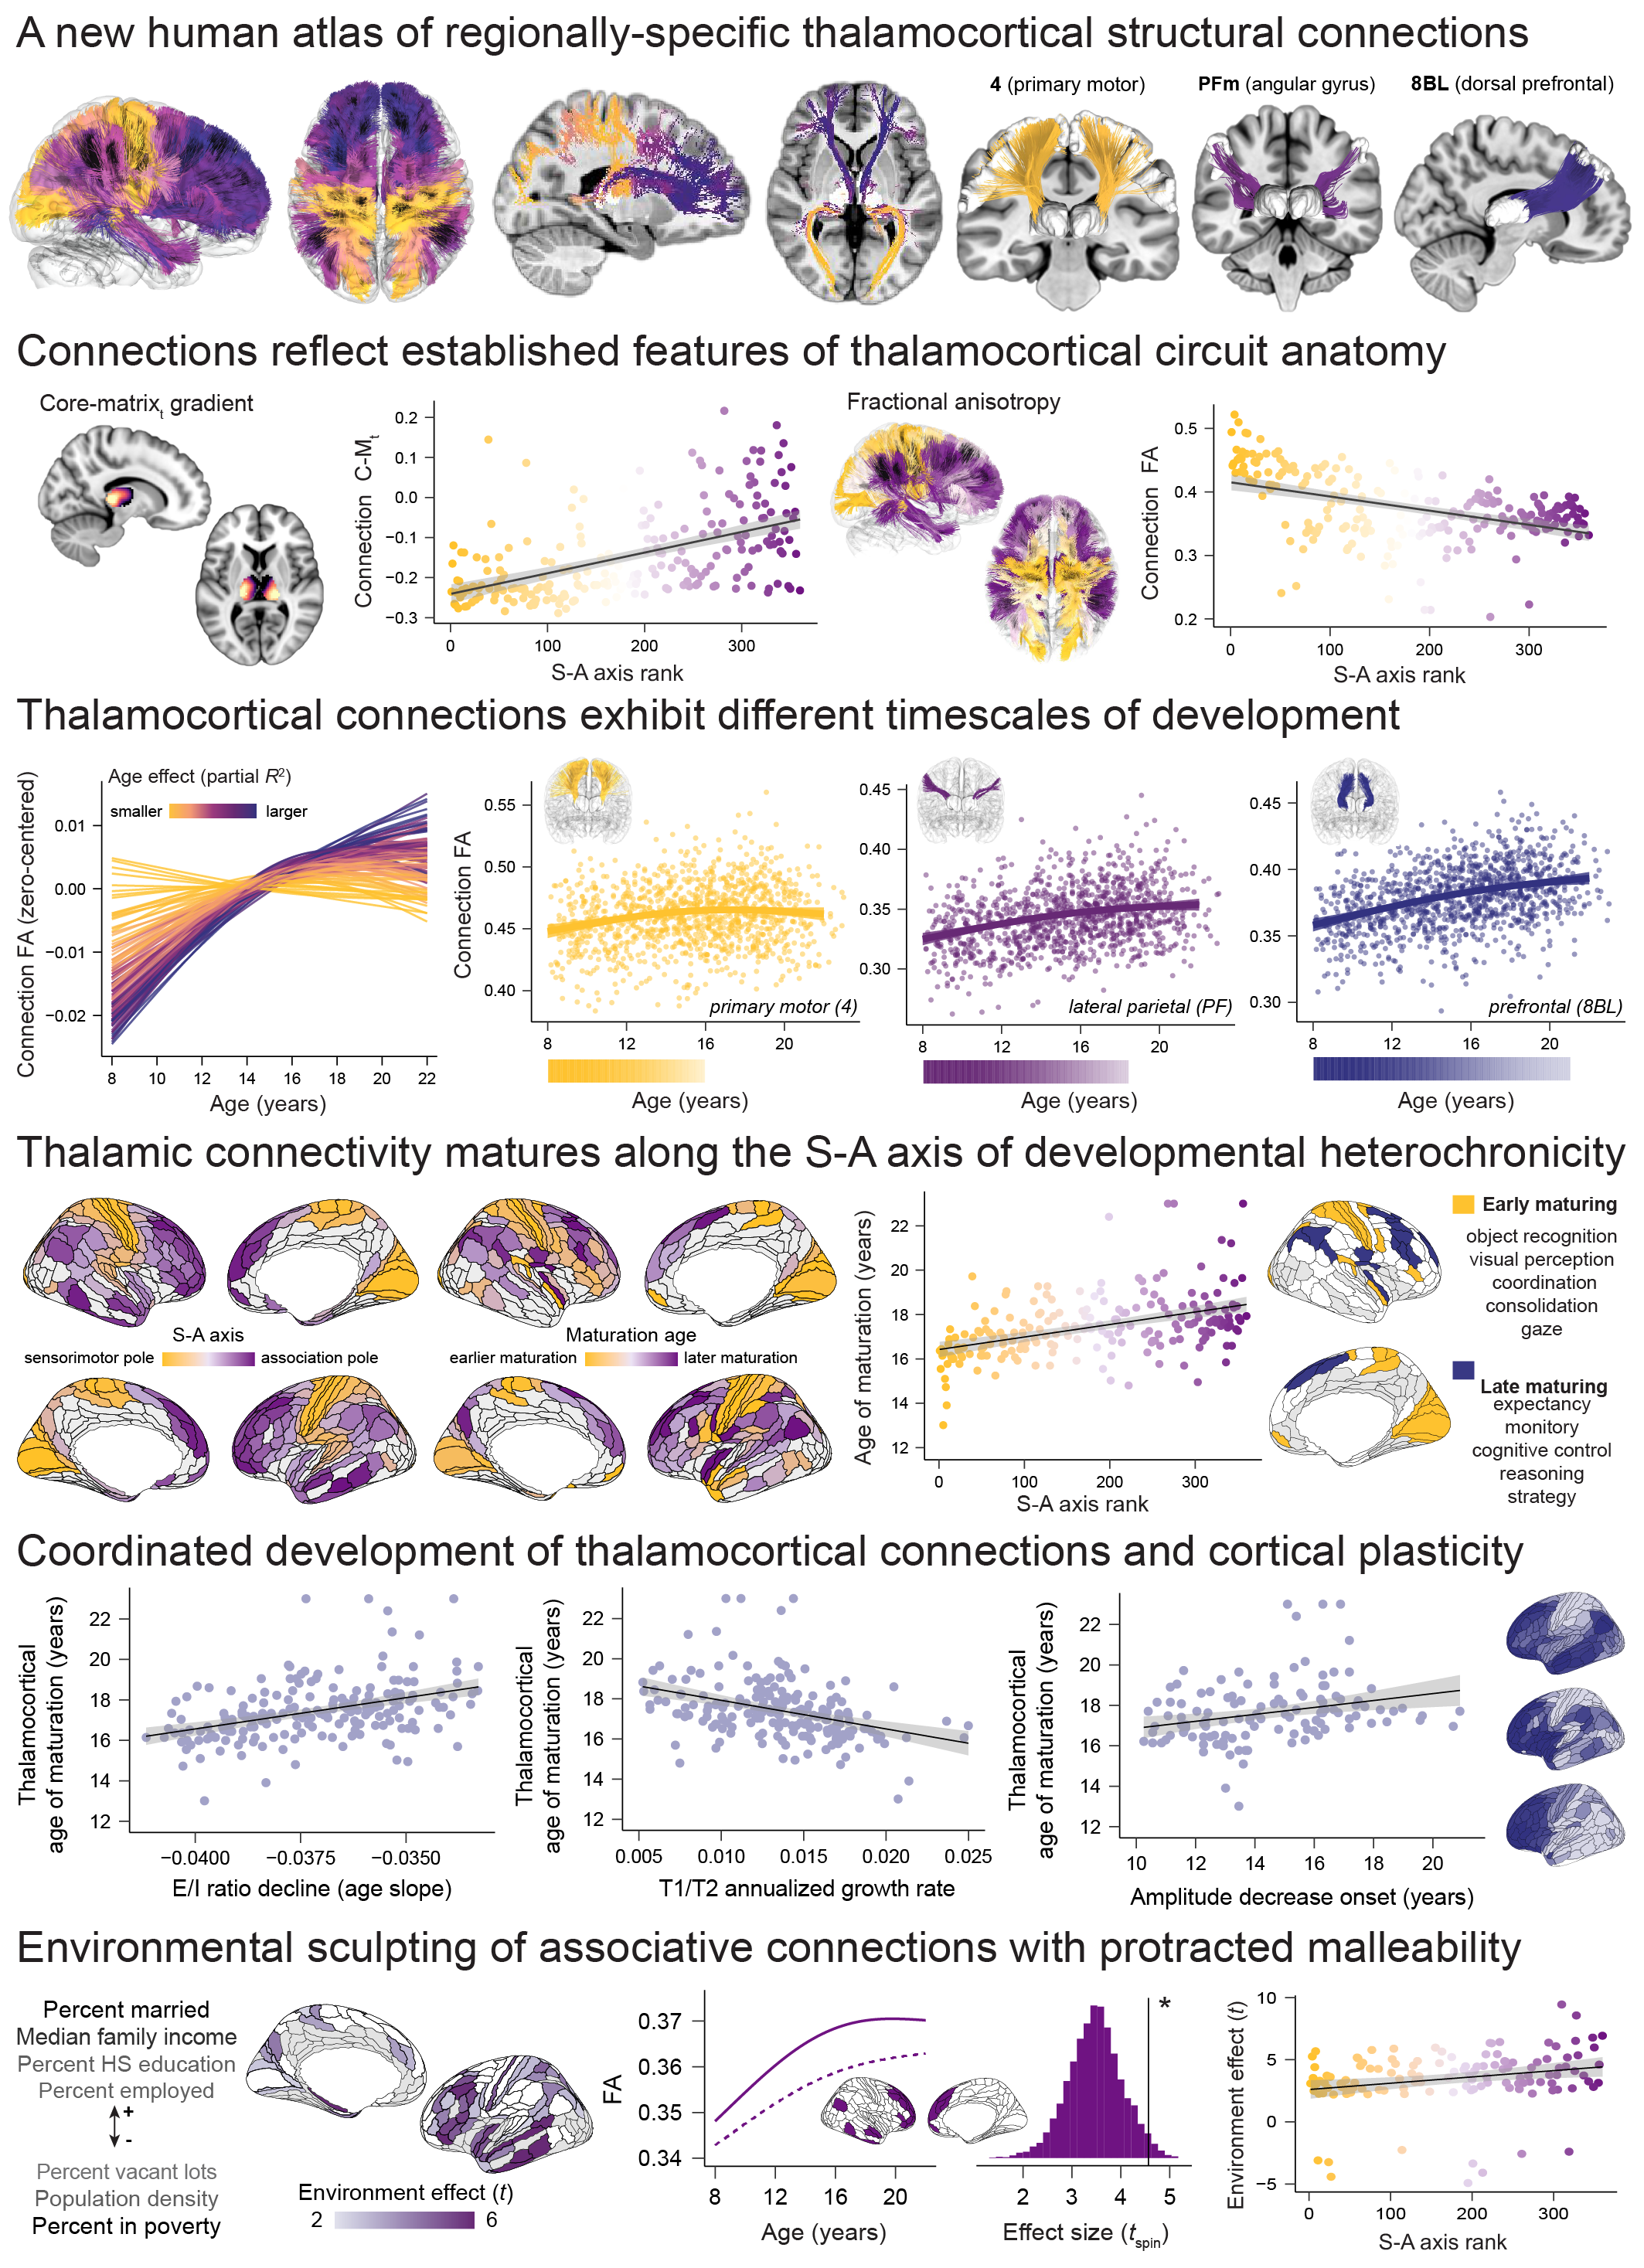 A new human atlas of regionally-specific thalamocortical structural connections
4 (primary motor)
PFm (angular gyrus)
8BL (dorsal prefrontal)
Connections reflect established features of thalamocortical circuit anatomy
Core-matrixt gradient
Connection C-Mt
0.2
0.1
0.0
−0.1
−0.2
−0.3
0
100
200
300
S-A axis rank
Fractional anisotropy
Connection FA
0.5
0.4
0.3
0.2
0
100
200
300
S-A axis rank
Thalamocortical connections exhibit different timescales of development
Connection FA (zero-centered)
Age effect (partial R2)
smaller
larger
0.01
0.00
−0.01
−0.02
8
10
12
14
16
18
20
22
Age (years)
Connection FA
0.55
0.50
0.45
0.40
primary motor (4)
8
12
16
20
Age (years)
0.45
0.40
0.35
0.30
lateral parietal (PF)
8
12
16
20
Age (years)
0.45
0.40
0.35
0.30
prefrontal (8BL)
8
12
16
20
Age (years)
Thalamic connectivity matures along the S-A axis of developmental heterochronicity
S-A axis
sensorimotor pole
association pole
Maturation age
earlier maturation
later maturation
Age of maturation (years)
22
20
18
16
14
12
0
100
200
300
S-A axis rank
Early maturing
object recognition
visual perception
coordination
consolidation
gaze
Late maturing
expectancy
monitory
cognitive control
reasoning
strategy
Coordinated development of thalamocortical connections and cortical plasticity
Thalamocortical
age of maturation (years)
22
20
18
16
14
12
−0.0400
−0.0375
−0.0350
E/I ratio decline (age slope)
Thalamocortical
age of maturation (years)
22
20
18
16
14
12
0.005
0.010
0.015
0.020
0.025
T1/T2 annualized growth rate
Thalamocortical
age of maturation (years)
22
20
18
16
14
12
10
12
14
16
18
20
Amplitude decrease onset (years)
Environmental sculpting of associative connections with protracted malleability
Percent married
Median family income
Percent HS education
Percent employed
+
-
Percent vacant lots
Population density
Percent in poverty
Environment effect (t)
2
6
FA
0.37
0.36
0.35
0.34
8
12
16
20
Age (years)
*
2
3
4
5
Effect size (tspin)
Environment effect (t)
10
5
0
−5
0
100
200
300
S-A axis rank